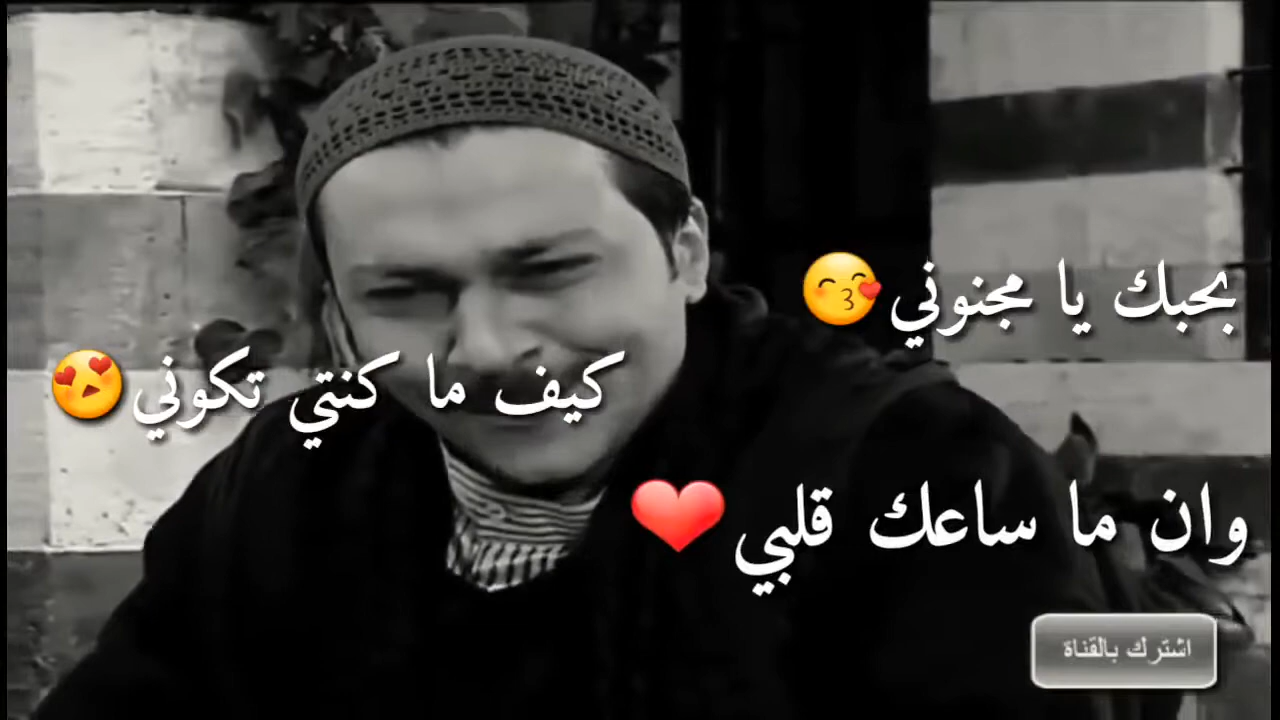 بحبك يا مجنوني 😙
كيف ما كنتي تكوني 😍
وان ما ساعك قلبي ❤
اشترك بالقناة